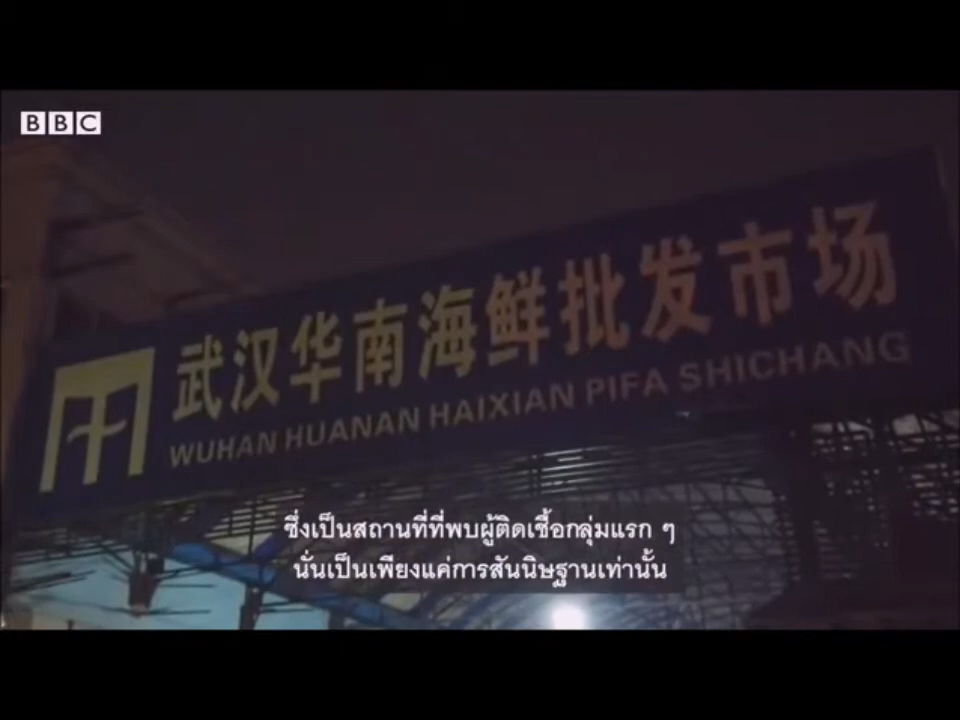 BBC
武汉华南海鲜批发市场
WUHAN HUANAN HAIXIAN PIFA SHICHANG
ซึ่งเป็นสถานที่ที่พบผู้ติดเชื้อกลุ่มแรก ๆ
นั่นเป็นเพียงแค่การสันนิษฐานเท่านั้น